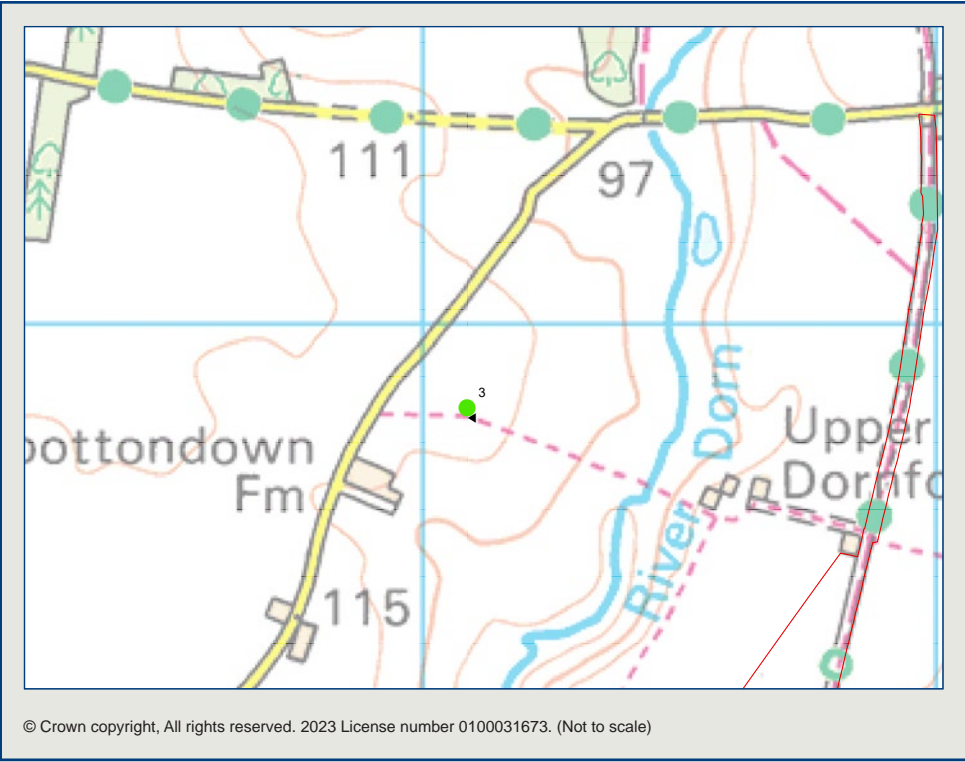 111
97
3
ottondown
Fm
Upper
Dornfo
River Dorn
115
© Crown copyright, All rights reserved. 2023 License number 0100031673. (Not to scale)